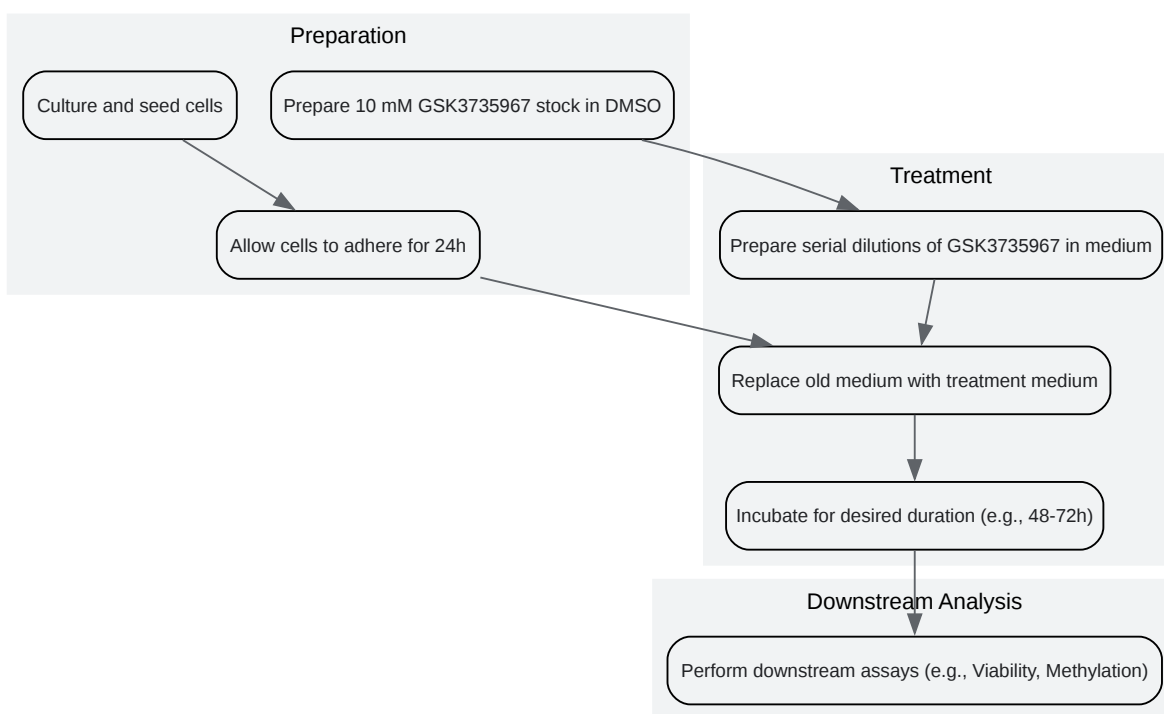 Preparation
Culture and seed cells
Prepare 10 mM GSK3735967 stock in DMSO
Allow cells to adhere for 24h
Treatment
Prepare serial dilutions of GSK3735967 in medium
Replace old medium with treatment medium
Incubate for desired duration (e.g., 48-72h)
Downstream Analysis
Perform downstream assays (e.g., Viability, Methylation)